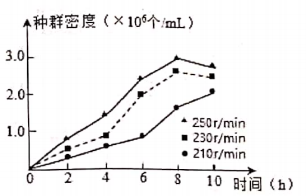 种群密度（×10⁶个/mL）
3.0
2.0
1.0
▲ 250r/min
■ 230r/min
● 210r/min
0 2 4 6 8 10 时间（h）